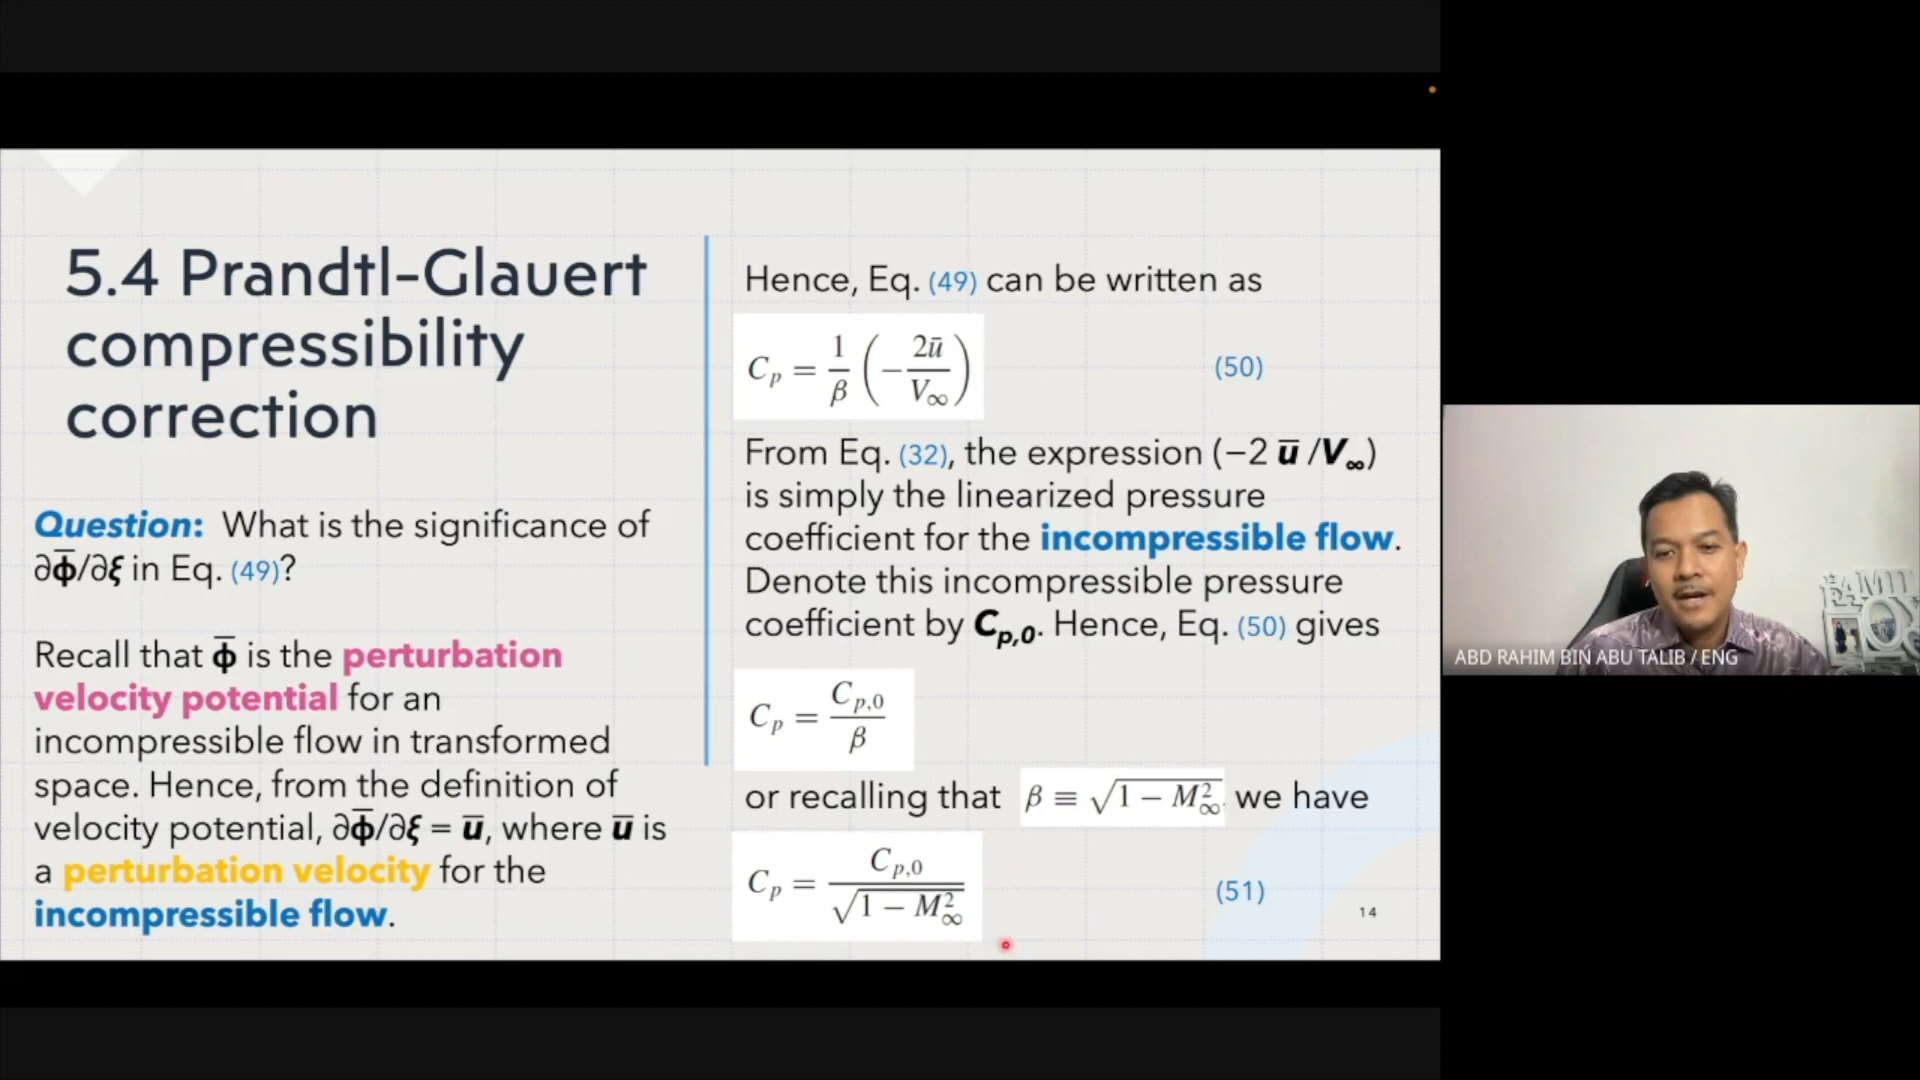 5.4 Prandtl-Glauert
compressibility
correction
Question: What is the significance of
∂ϕ̅/∂ξ in Eq. (49)?
Recall that ϕ̅ is the perturbation
velocity potential for an
incompressible flow in transformed
space. Hence, from the definition of
velocity potential, ∂ϕ̅/∂ξ = u̅, where u̅ is
a perturbation velocity for the
incompressible flow.
Hence, Eq. (49) can be written as
C_p = 1/β (−2u̅/V_∞) (50)
From Eq. (32), the expression (−2 u̅ /V_∞)
is simply the linearized pressure
coefficient for the incompressible flow.
Denote this incompressible pressure
coefficient by C_p,0. Hence, Eq. (50) gives
C_p = C_p,0/β
or recalling that β ≡ √(1 − M_∞²) we have
C_p = C_p,0/√(1 − M_∞²) (51)
14
ABD RAHIM BIN ABU TALIB / ENG